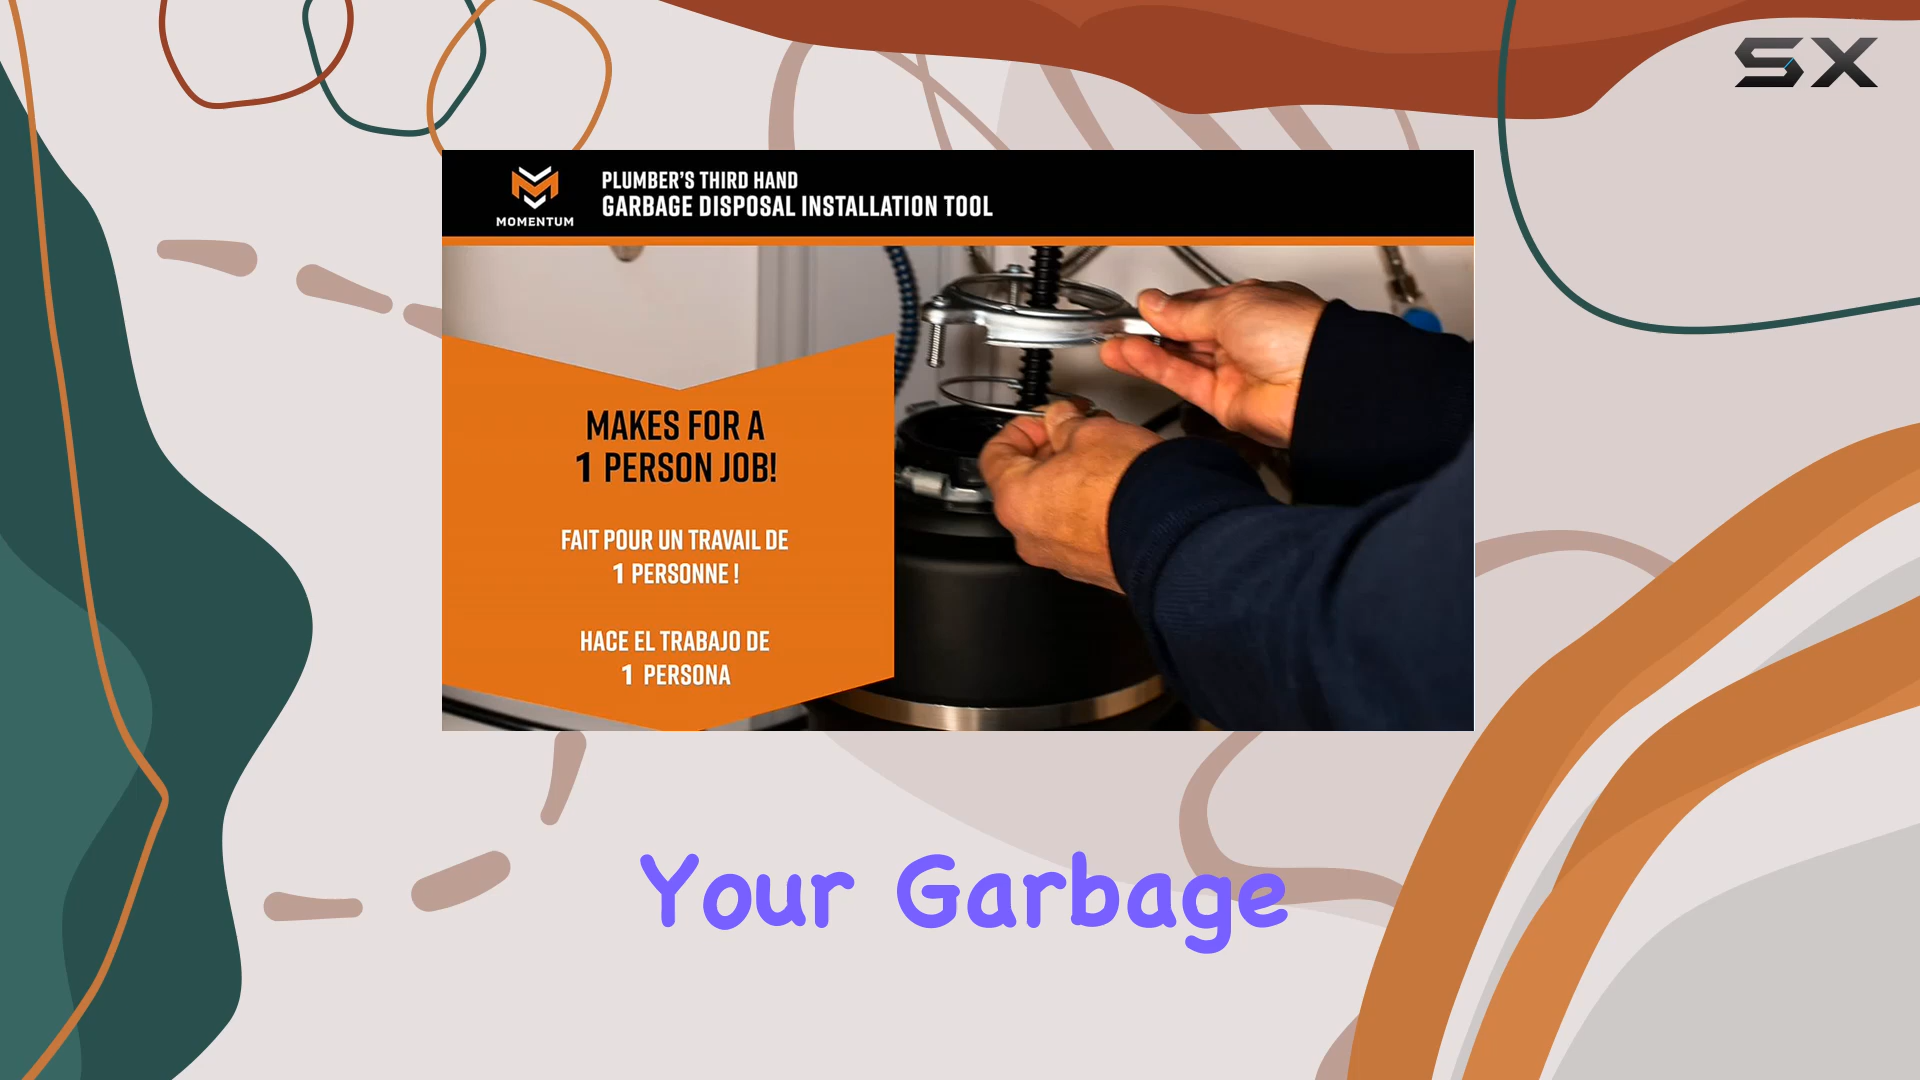 SX
MOMENTUM
PLUMBER'S THIRD HAND
GARBAGE DISPOSAL INSTALLATION TOOL
MAKES FOR A
1 PERSON JOB!
FAIT POUR UN TRAVAIL DE
1 PERSONNE !
HACE EL TRABAJO DE
1 PERSONA
Your Garbage